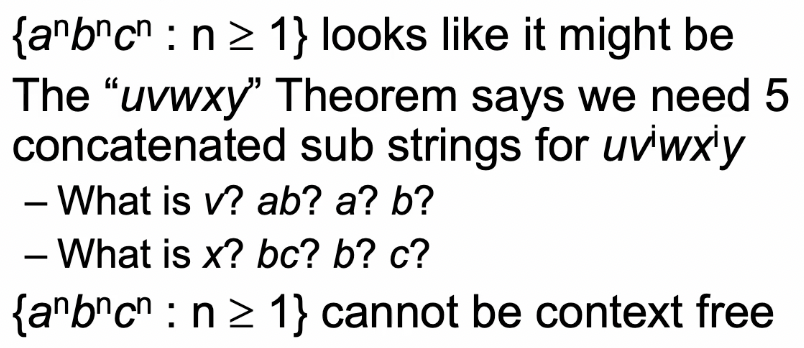 {aⁿbⁿcⁿ : n ≥ 1} looks like it might be
The “uvwxy” Theorem says we need 5
concatenated sub strings for uvⁱwxⁱy
– What is v? ab? a? b?
– What is x? bc? b? c?
{aⁿbⁿcⁿ : n ≥ 1} cannot be context free